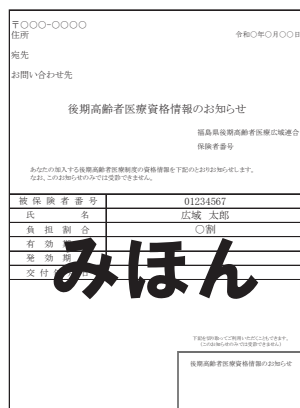 〒○○○-○○○○
住所
令和○年○月○○日
宛先
お問い合わせ先
後期高齢者医療資格情報のお知らせ
福島県後期高齢者医療広域連合
保険者番号
あなたの加入する後期高齢者医療制度の資格情報を下記のとおりお知らせします。
なお、このお知らせのみでは受診できません。
被保険者番号 01234567
氏名 広域 太郎
負担割合 ○割
有効期
発効期
交付
みほん
下記を切り取ってご利用いただくこともできます。
(このお知らせのみでは受診できません)
後期高齢者医療資格情報のお知らせ